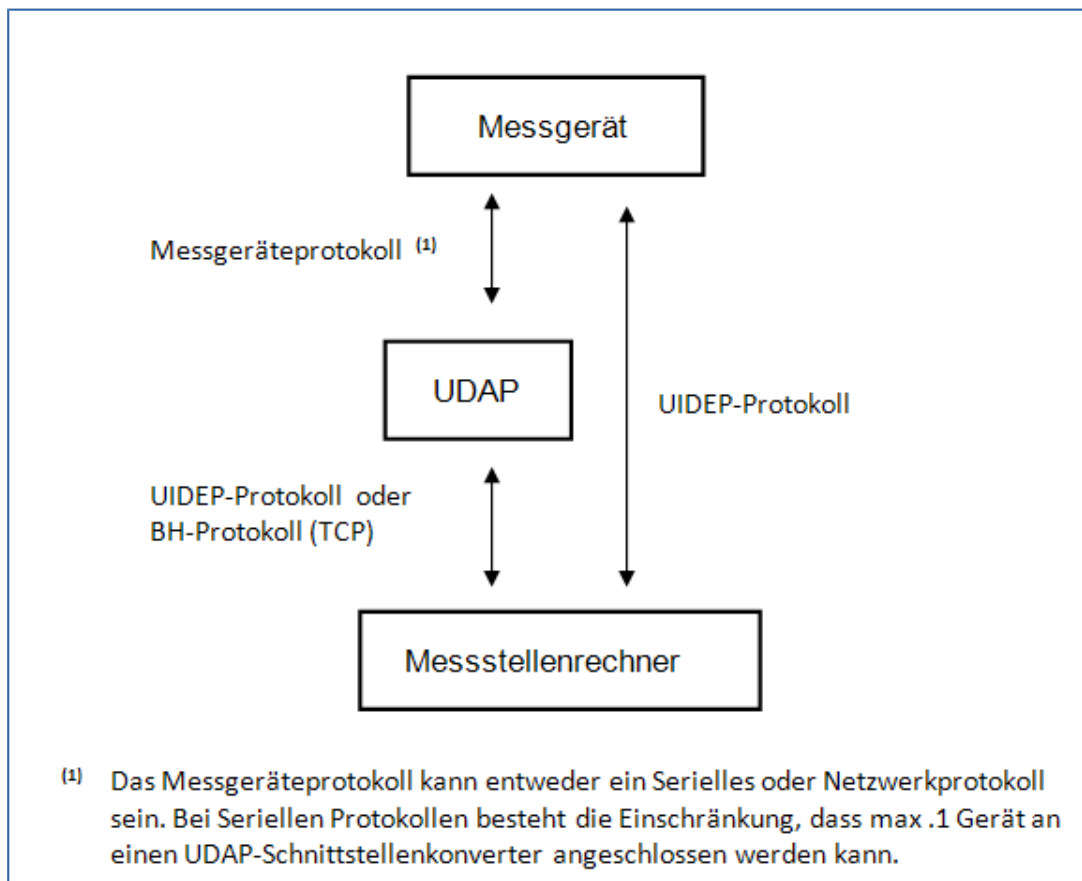 Messgerät
Messgeräteprotokoll (1)
UDAP
UIDEP-Protokoll
UIDEP-Protokoll oder
BH-Protokoll (TCP)
Messstellenrechner
(1) Das Messgeräteprotokoll kann entweder ein Serielles oder Netzwerkprotokoll
sein. Bei Seriellen Protokollen besteht die Einschränkung, dass max .1 Gerät an
einen UDAP-Schnittstellenkonverter angeschlossen werden kann.